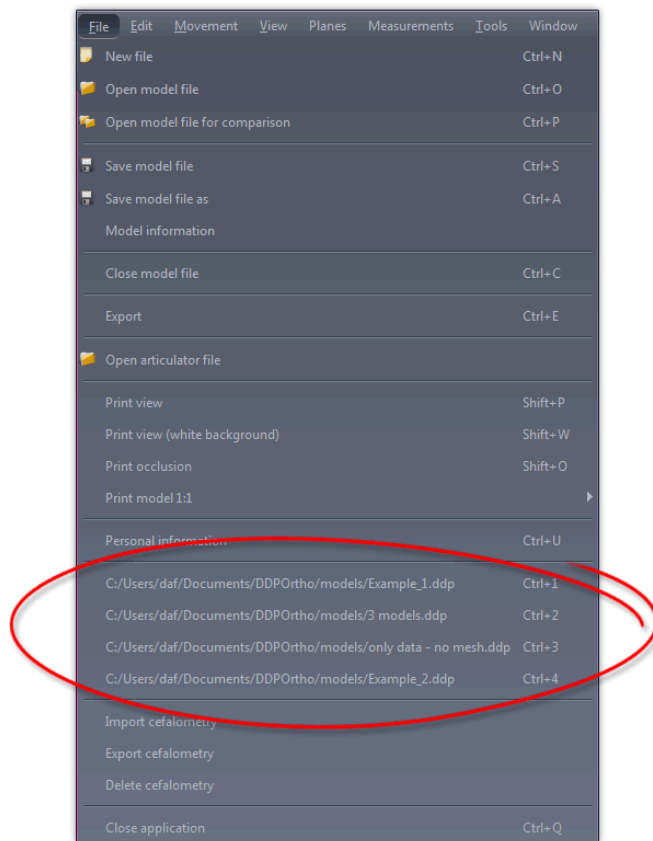 File Edit Movement View Planes Measurements Tools Window
New file Ctrl+N
Open model file Ctrl+O
Open model file for comparison Ctrl+P
Save model file Ctrl+S
Save model file as Ctrl+A
Model information
Close model file Ctrl+C
Export Ctrl+E
Open articulator file
Print view Shift+P
Print view (white background) Shift+W
Print occlusion Shift+O
Print model 1:1
Personal information Ctrl+U
C:/Users/daf/Documents/DDPOrtho/models/Example_1.ddp Ctrl+1
C:/Users/daf/Documents/DDPOrtho/models/3 models.ddp Ctrl+2
C:/Users/daf/Documents/DDPOrtho/models/only data - no mesh.ddp Ctrl+3
C:/Users/daf/Documents/DDPOrtho/models/Example_2.ddp Ctrl+4
Import cefalometry
Export cefalometry
Delete cefalometry
Close application Ctrl+Q